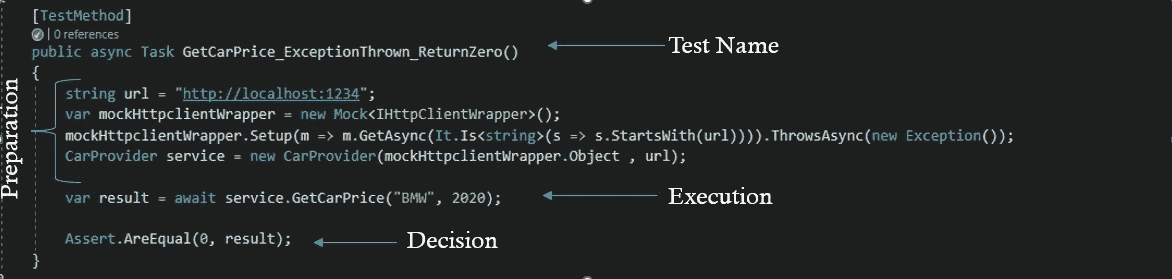 [TestMethod]
| 0 references
public async Task GetCarPrice_ExceptionThrown_ReturnZero()
Test Name
{
Preparation
string url = "http://localhost:1234";
var mockHttpclientWrapper = new Mock<IHttpClientWrapper>();
mockHttpclientWrapper.Setup(m => m.GetAsync(It.Is<string>(s => s.StartsWith(url)))).ThrowsAsync(new Exception());
CarProvider service = new CarProvider(mockHttpclientWrapper.Object , url);
var result = await service.GetCarPrice("BMW", 2020);
Execution
Assert.AreEqual(0, result);
Decision
}